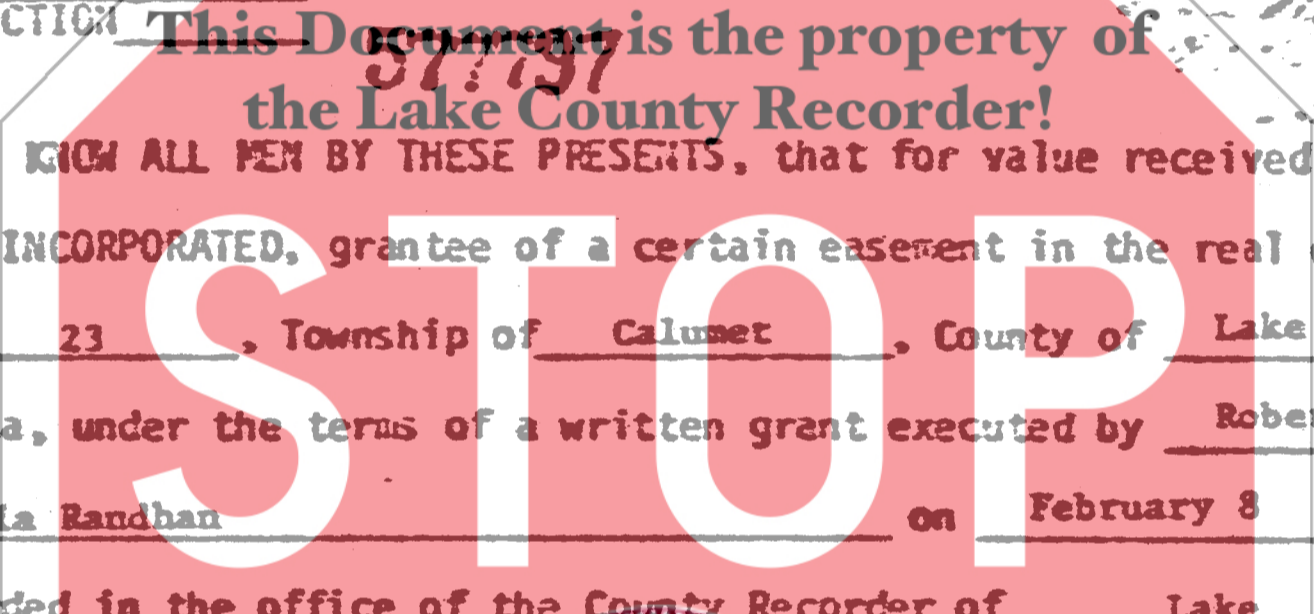 This Document is the property of
the Lake County Recorder!
KNOW ALL MEN BY THESE PRESENTS, that for value received
INCORPORATED, grantee of a certain easement in the real
23, Township of Calumet, County of Lake
a, under the terms of a written grant executed by Rober
la Randhan on February 8
ded in the office of the County Recorder of Lake
STOP